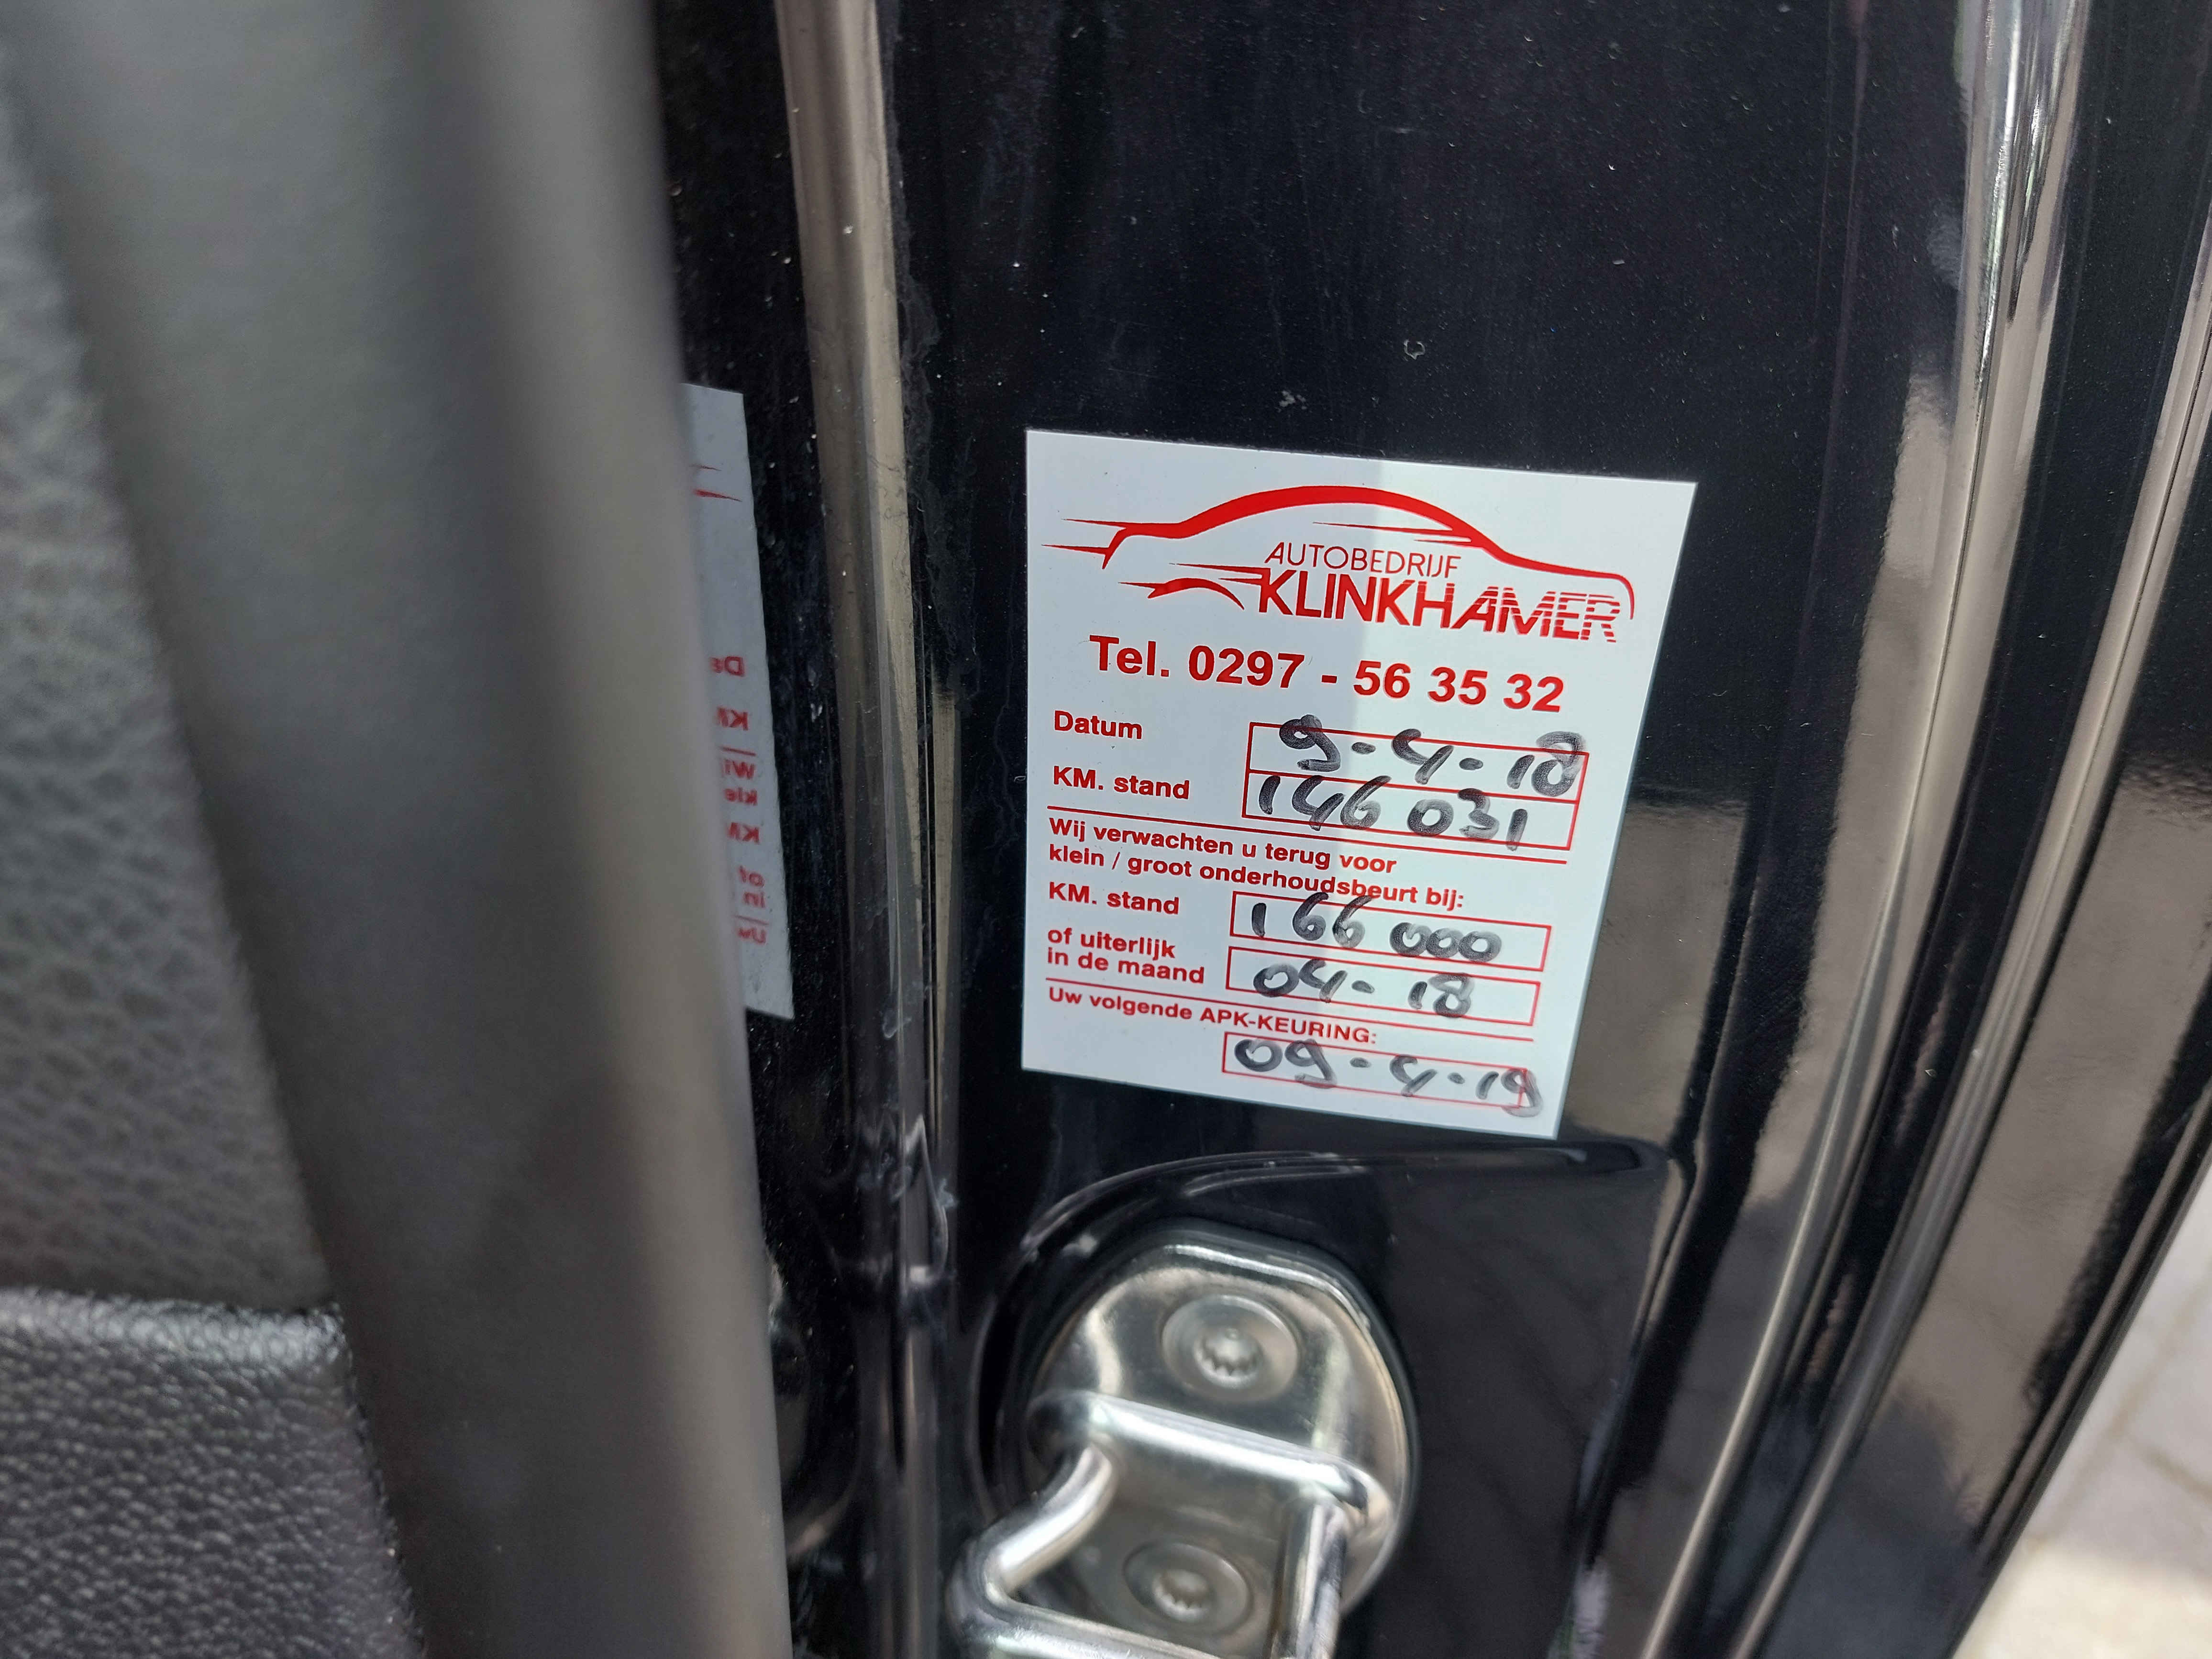 AUTOBEDRIJF
KLINKHAMER
Tel. 0297 - 56 35 32
Datum 9-4-18
KM. stand 146 031
Wij verwachten u terug voor
klein / groot onderhoudsbeurt bij:
KM. stand 166 000
of uiterlijk
in de maand 04-18
Uw volgende APK-KEURING:
09-4-19